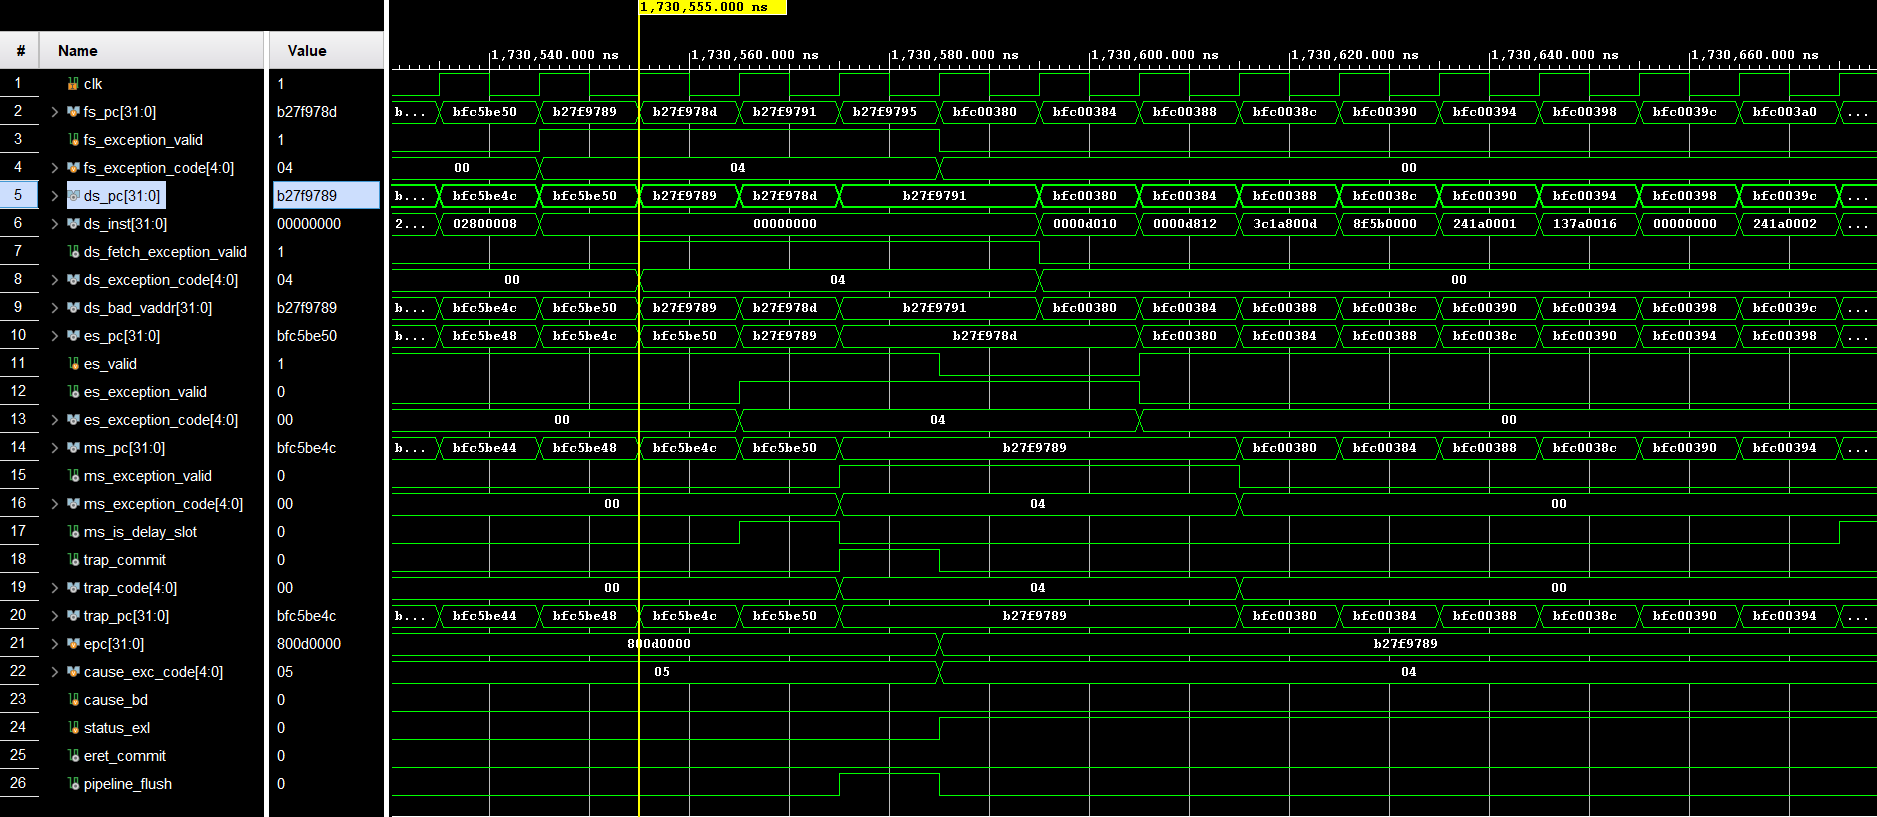 1,730,555.000 ns
# Name Value
1,730,540.000 ns 1,730,560.000 ns 1,730,580.000 ns 1,730,600.000 ns 1,730,620.000 ns 1,730,640.000 ns 1,730,660.000 ns
1 clk 1
2 fs_pc[31:0] b27f978d b... bfc5be50 b27f9789 b27f978d b27f9791 b27f9795 bfc00380 bfc00384 bfc00388 bfc0038c bfc00390 bfc00394 bfc00398 bfc0039c bfc003a0 ...
3 fs_exception_valid 1
4 fs_exception_code[4:0] 04 00 04 00
5 ds_pc[31:0] b27f9789 b... bfc5be4c bfc5be50 b27f9789 b27f978d b27f9791 bfc00380 bfc00384 bfc00388 bfc0038c bfc00390 bfc00394 bfc00398 bfc0039c ...
6 ds_inst[31:0] 00000000 2... 02800008 00000000 0000d010 0000d812 3c1a800d 8f5b0000 241a0001 137a0016 00000000 241a0002 ...
7 ds_fetch_exception_valid 1
8 ds_exception_code[4:0] 04 00 04 00
9 ds_bad_vaddr[31:0] b27f9789 b... bfc5be4c bfc5be50 b27f9789 b27f978d b27f9791 bfc00380 bfc00384 bfc00388 bfc0038c bfc00390 bfc00394 bfc00398 bfc0039c ...
10 es_pc[31:0] bfc5be50 b... bfc5be48 bfc5be4c bfc5be50 b27f9789 b27f978d bfc00380 bfc00384 bfc00388 bfc0038c bfc00390 bfc00394 bfc00398 ...
11 es_valid 1
12 es_exception_valid 0
13 es_exception_code[4:0] 00 00 04 00
14 ms_pc[31:0] bfc5be4c b... bfc5be44 bfc5be48 bfc5be4c bfc5be50 b27f9789 bfc00380 bfc00384 bfc00388 bfc0038c bfc00390 bfc00394 ...
15 ms_exception_valid 0
16 ms_exception_code[4:0] 00 00 04 00
17 ms_is_delay_slot 0
18 trap_commit 0
19 trap_code[4:0] 00 00 04 00
20 trap_pc[31:0] bfc5be4c b... bfc5be44 bfc5be48 bfc5be4c bfc5be50 b27f9789 bfc00380 bfc00384 bfc00388 bfc0038c bfc00390 bfc00394 ...
21 epc[31:0] 800d0000 800d0000 b27f9789
22 cause_exc_code[4:0] 05 05 04
23 cause_bd 0
24 status_exl 0
25 eret_commit 0
26 pipeline_flush 0